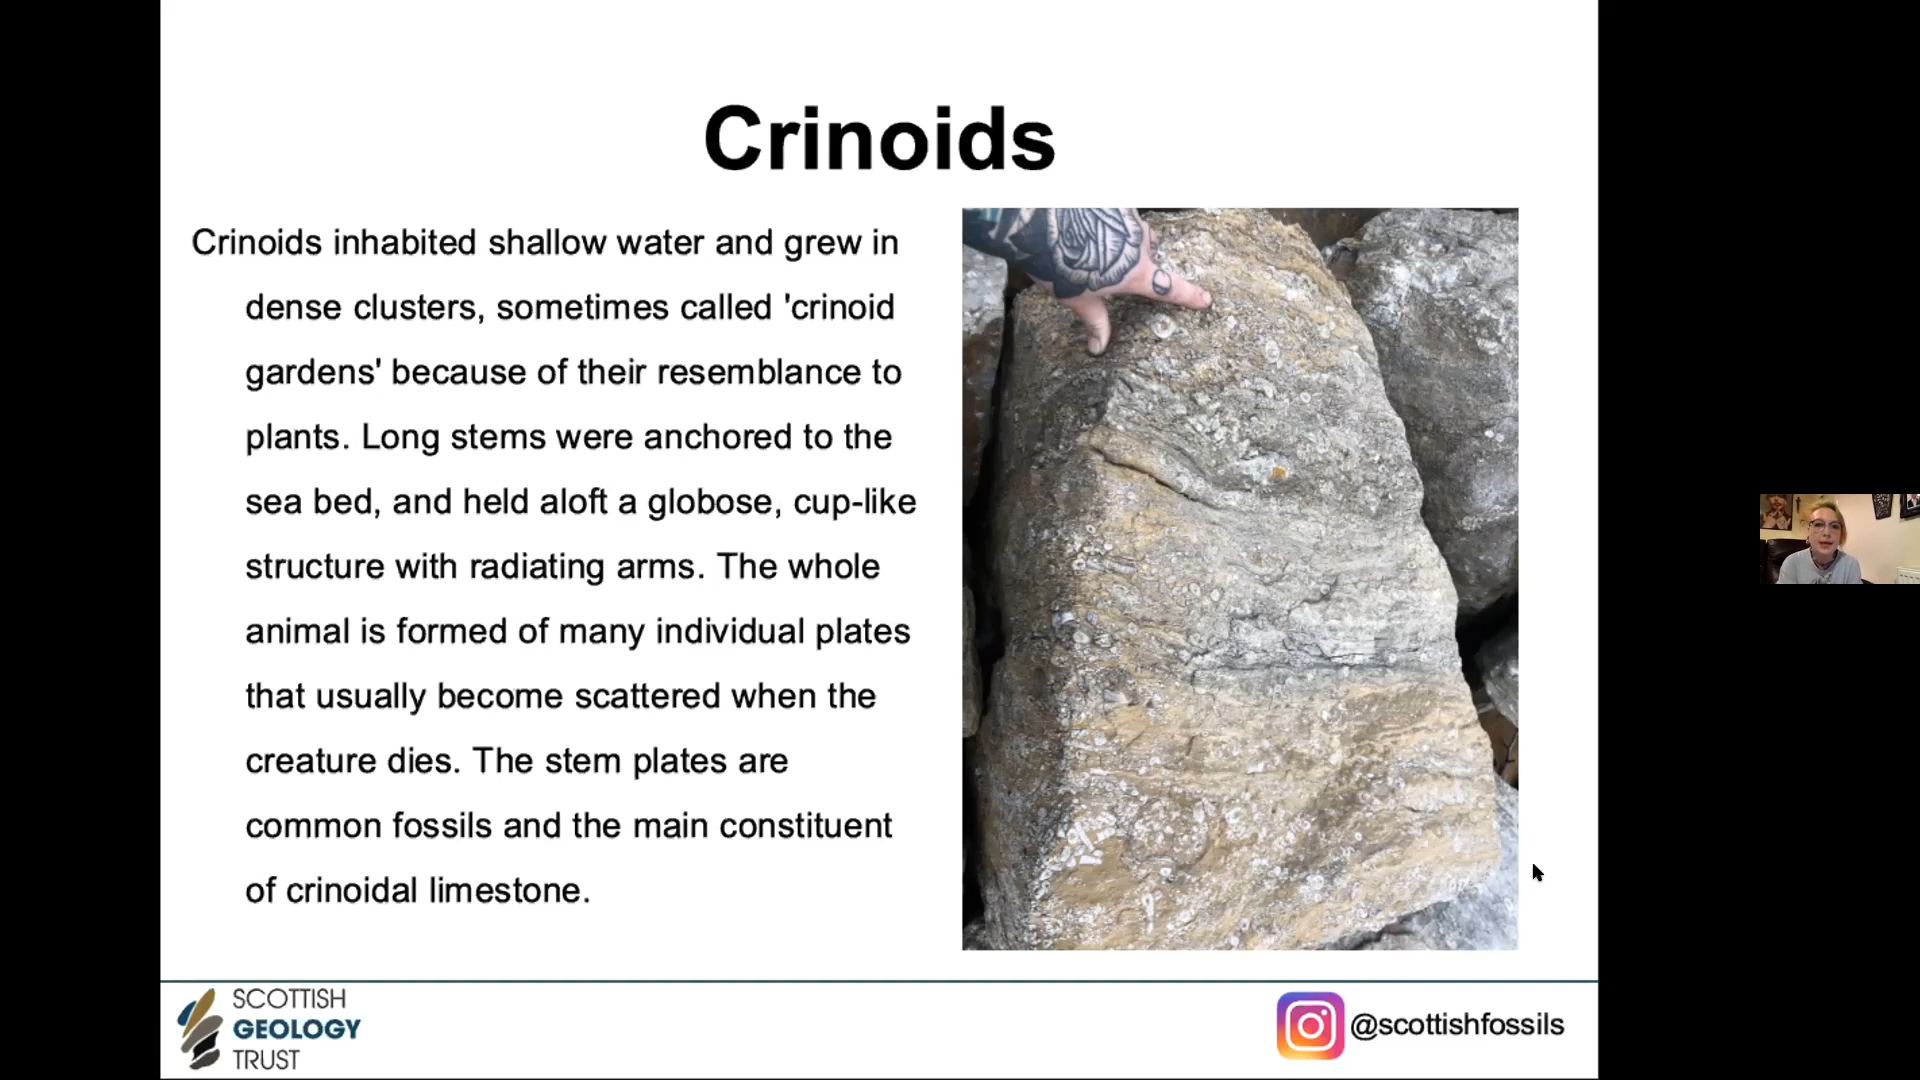 Crinoids
Crinoids inhabited shallow water and grew in
dense clusters, sometimes called 'crinoid
gardens' because of their resemblance to
plants. Long stems were anchored to the
sea bed, and held aloft a globose, cup-like
structure with radiating arms. The whole
animal is formed of many individual plates
that usually become scattered when the
creature dies. The stem plates are
common fossils and the main constituent
of crinoidal limestone.
SCOTTISH
GEOLOGY
TRUST
@scottishfossils